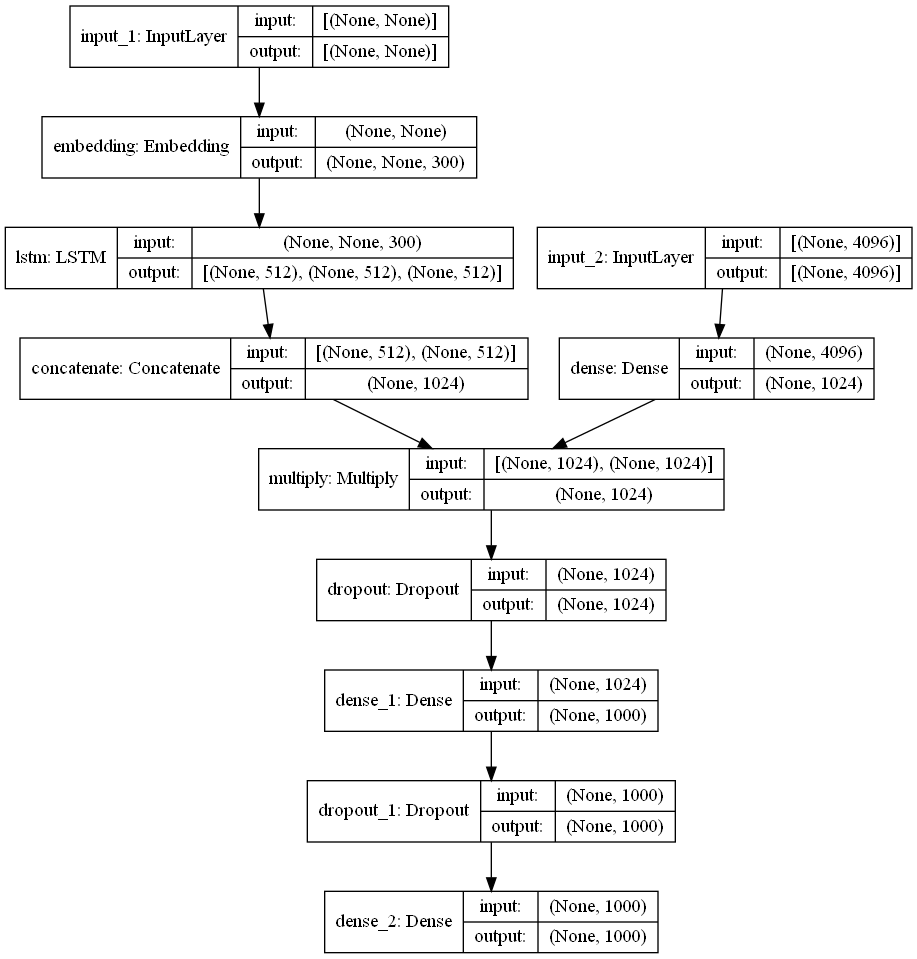 input_1: InputLayer
input: [(None, None)]
output: [(None, None)]
embedding: Embedding
input: (None, None)
output: (None, None, 300)
lstm: LSTM
input: (None, None, 300)
output: [(None, 512), (None, 512), (None, 512)]
input_2: InputLayer
input: [(None, 4096)]
output: [(None, 4096)]
concatenate: Concatenate
input: [(None, 512), (None, 512)]
output: (None, 1024)
dense: Dense
input: (None, 4096)
output: (None, 1024)
multiply: Multiply
input: [(None, 1024), (None, 1024)]
output: (None, 1024)
dropout: Dropout
input: (None, 1024)
output: (None, 1024)
dense_1: Dense
input: (None, 1024)
output: (None, 1000)
dropout_1: Dropout
input: (None, 1000)
output: (None, 1000)
dense_2: Dense
input: (None, 1000)
output: (None, 1000)